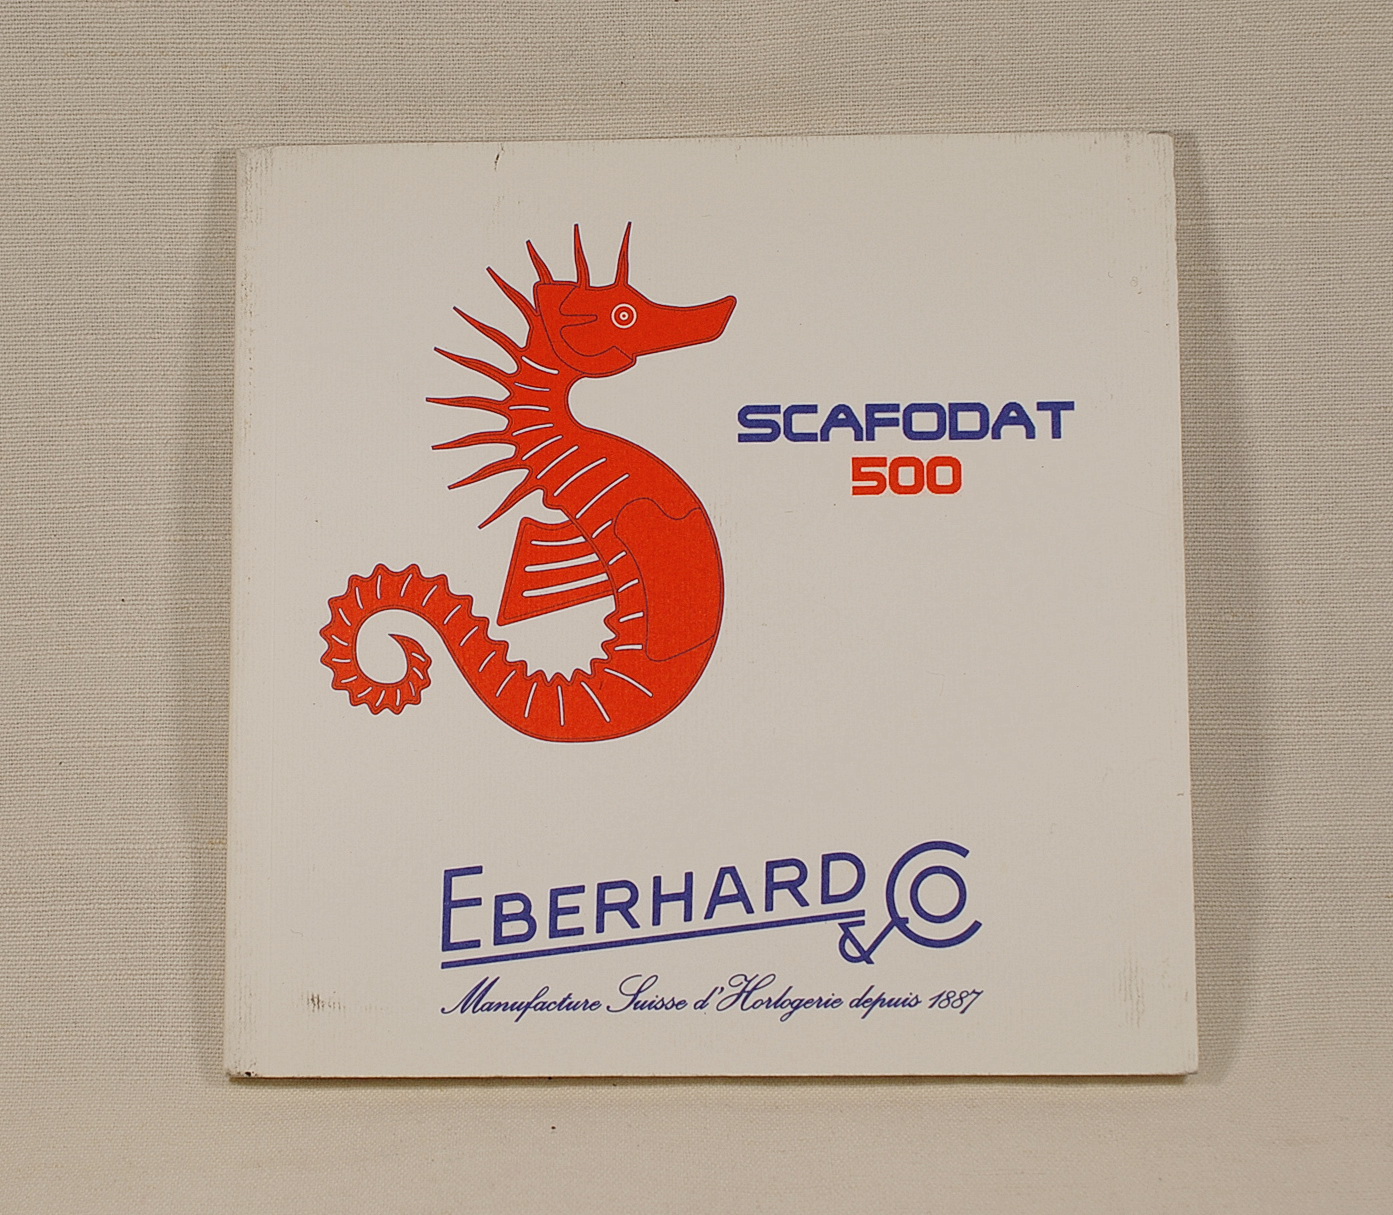 SCAFODAT
500
EBERHARD & CO
Manufacture Suisse d'Horlogerie depuis 1887